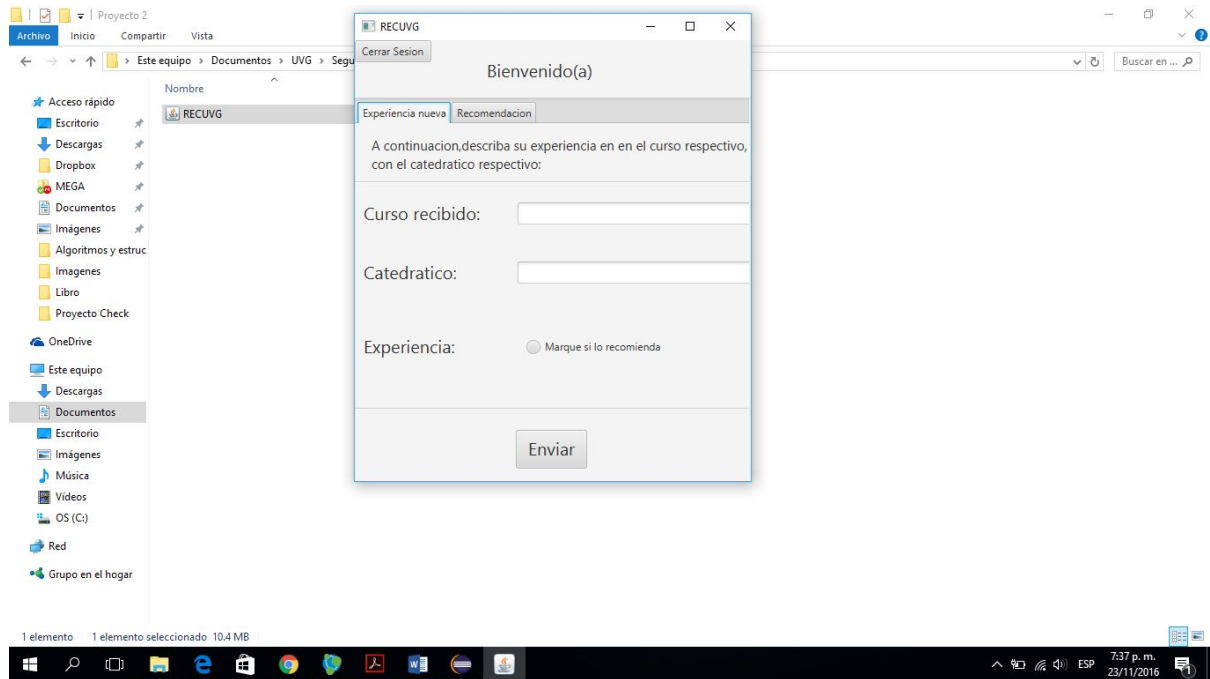 Proyecto 2
Archivo Inicio Compartir Vista
Este equipo › Documentos › UVG › Segu
Buscar en ...
Acceso rápido
Escritorio
Descargas
Dropbox
MEGA
Documentos
Imágenes
Algoritmos y estruc
Imagenes
Libro
Proyecto Check
OneDrive
Este equipo
Descargas
Documentos
Escritorio
Imágenes
Música
Vídeos
OS (C:)
Red
Grupo en el hogar
Nombre
RECUVG
RECUVG
Cerrar Sesion
Bienvenido(a)
Experiencia nueva Recomendacion
A continuacion,describa su experiencia en en el curso respectivo,
con el catedratico respectivo:
Curso recibido:
Catedratico:
Experiencia: Marque si lo recomienda
Enviar
1 elemento 1 elemento seleccionado 10.4 MB
ESP
7:37 p. m.
23/11/2016